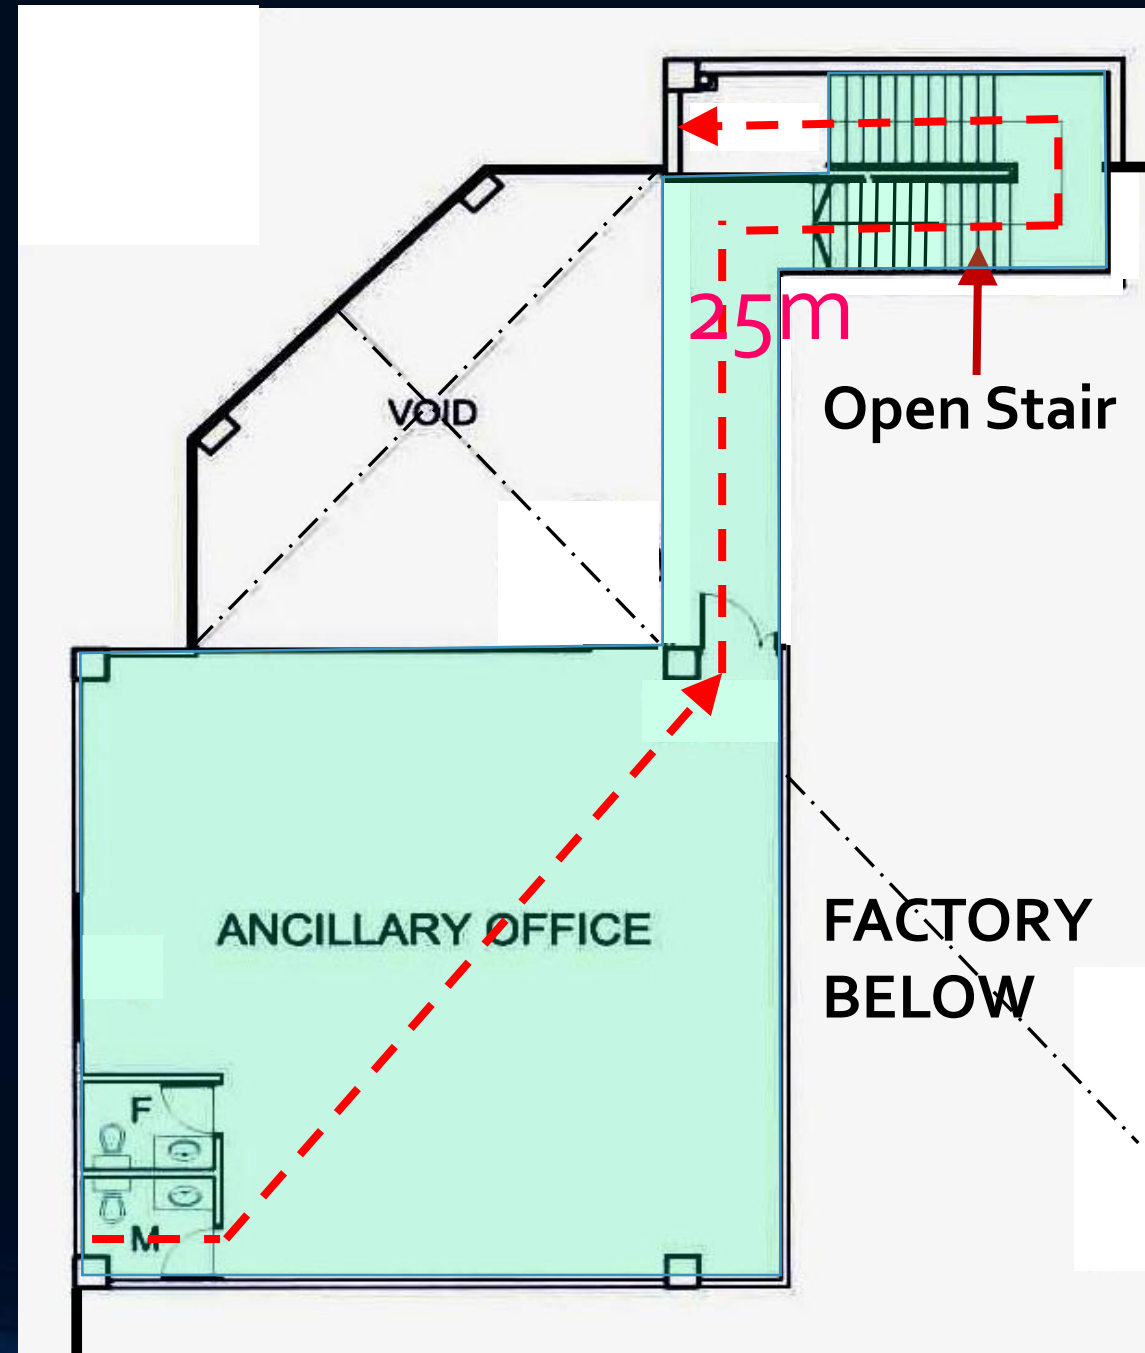 25m
Open Stair
VOID
ANCILLARY OFFICE
FACTORY
BELOW
F
M